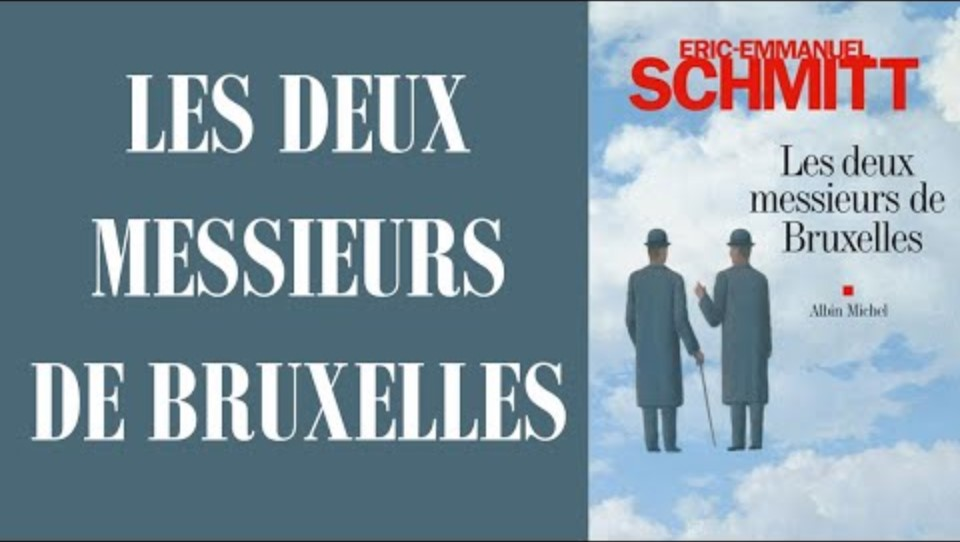 LES DEUX
MESSIEURS
DE BRUXELLES
ERIC-EMMANUEL
SCHMITT
Les deux
messieurs de
Bruxelles
Albin Michel